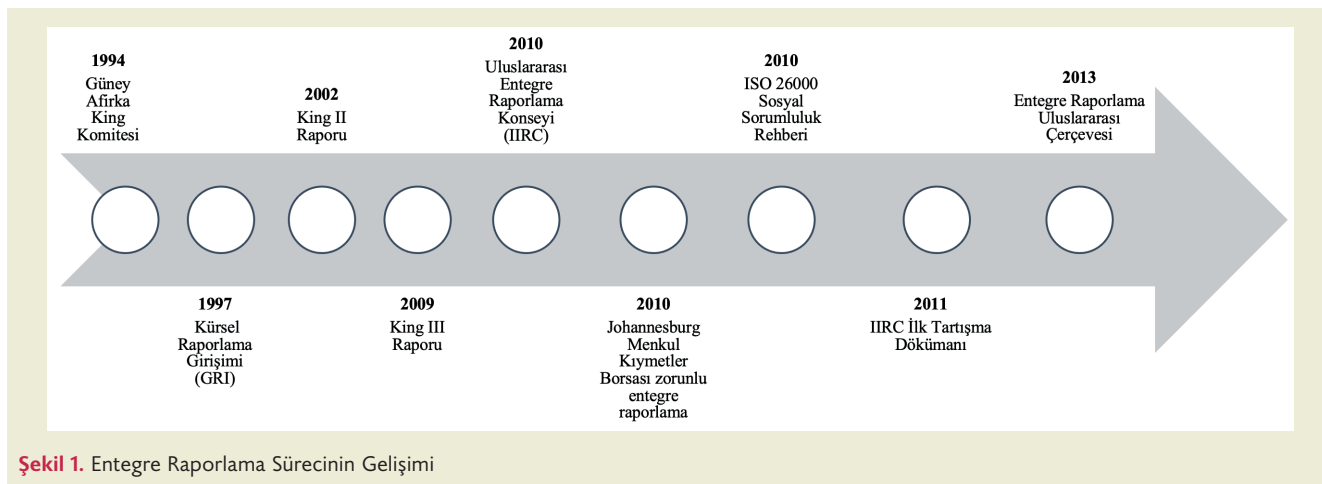 1994
Güney
Afirka
King
Komitesi
1997
Kürsel
Raporlama
Girişimi
(GRI)
2002
King II
Raporu
2009
King III
Raporu
2010
Uluslararası
Entegre
Raporlama
Konseyi
(IIRC)
2010
Johannesburg
Menkul
Kıymetler
Borsası zorunlu
entegre
raporlama
2010
ISO 26000
Sosyal
Sorumluluk
Rehberi
2011
IIRC İlk Tartışma
Dökümanı
2013
Entegre Raporlama
Uluslararası
Çerçevesi
Şekil 1. Entegre Raporlama Sürecinin Gelişimi